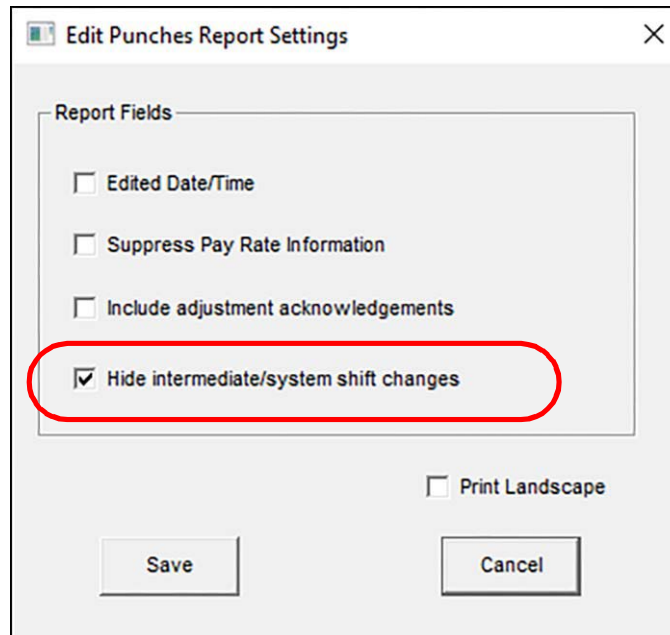 Edit Punches Report Settings
Report Fields
Edited Date/Time
Suppress Pay Rate Information
Include adjustment acknowledgements
Hide intermediate/system shift changes
Print Landscape
Save
Cancel